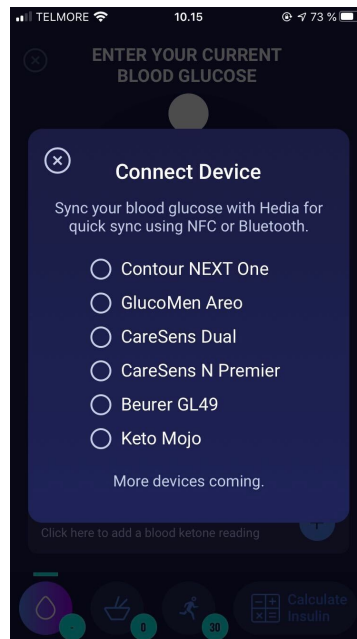 TELMORE
10.15
73 %
ENTER YOUR CURRENT
BLOOD GLUCOSE
Connect Device
Sync your blood glucose with Hedia for
quick sync using NFC or Bluetooth.
Contour NEXT One
GlucoMen Areo
CareSens Dual
CareSens N Premier
Beurer GL49
Keto Mojo
More devices coming.
Click here to add a blood ketone reading
-
0
30
Calculate
Insulin